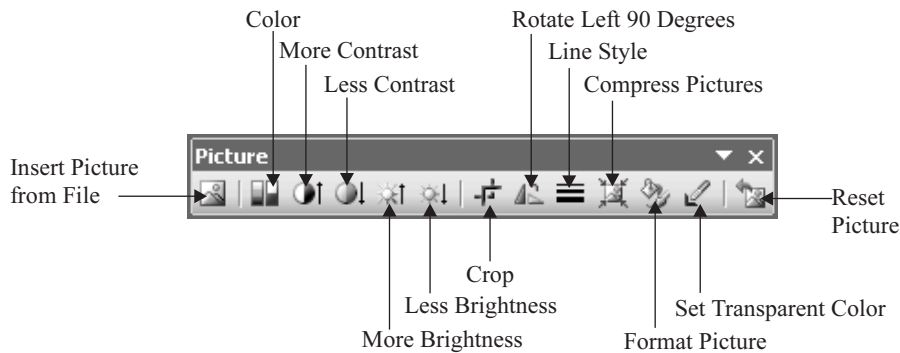 Color
Rotate Left 90 Degrees
More Contrast
Line Style
Less Contrast
Compress Pictures
Picture
Insert Picture
from File
Reset
Picture
Crop
Less Brightness
Set Transparent Color
More Brightness
Format Picture